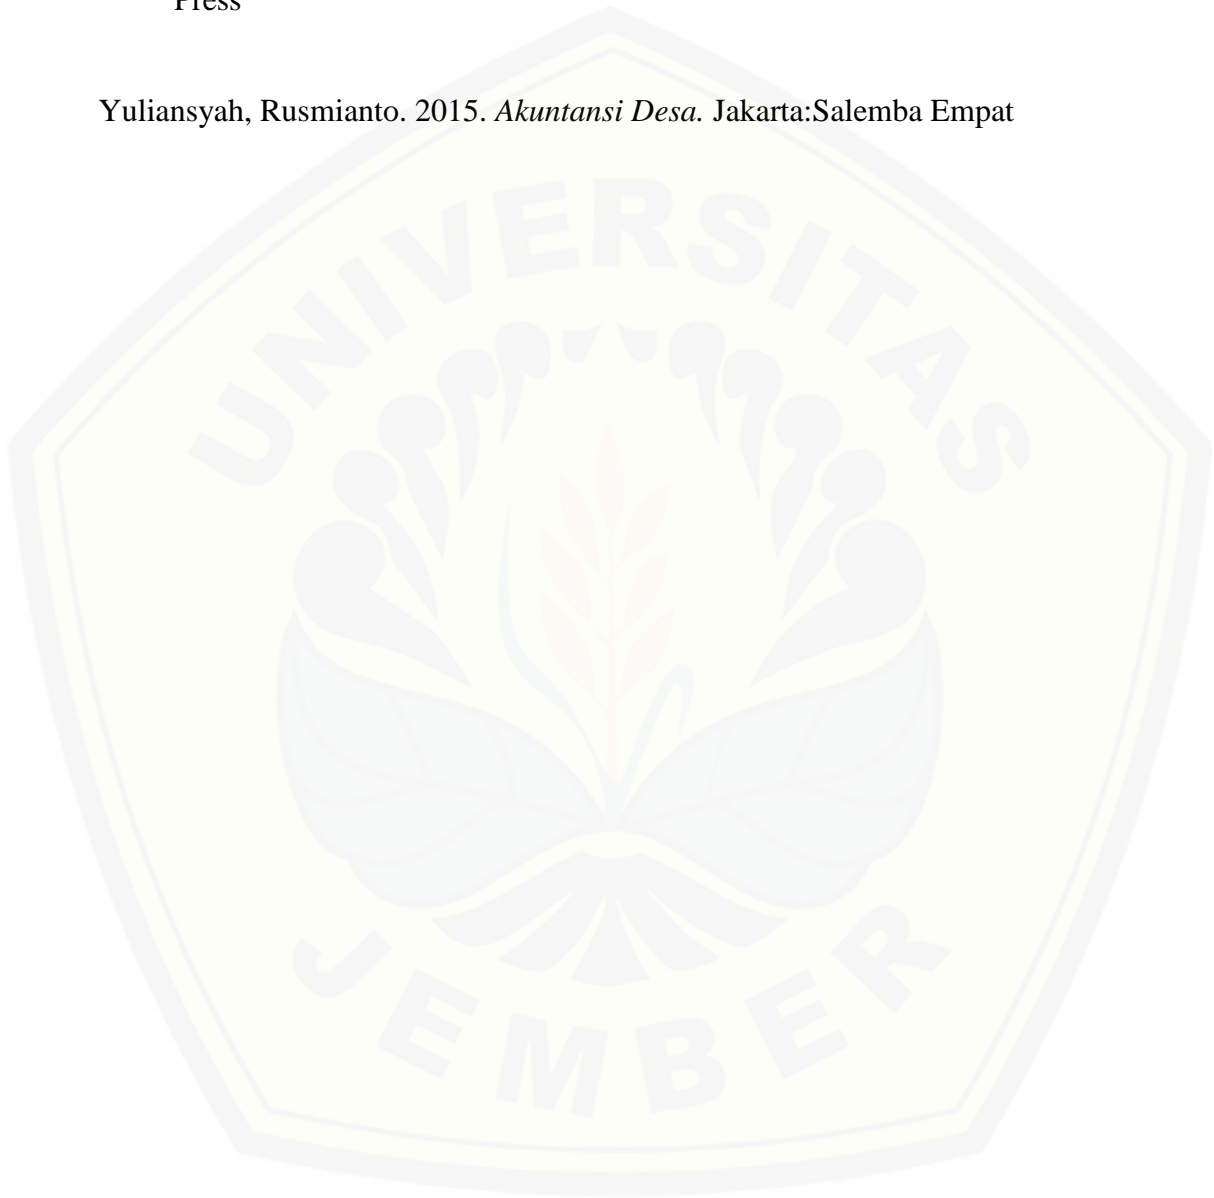 Press
Yuliansyah, Rusmianto. 2015. Akuntansi Desa. Jakarta:Salemba Empat
UNIVERSITAS
JEMBER